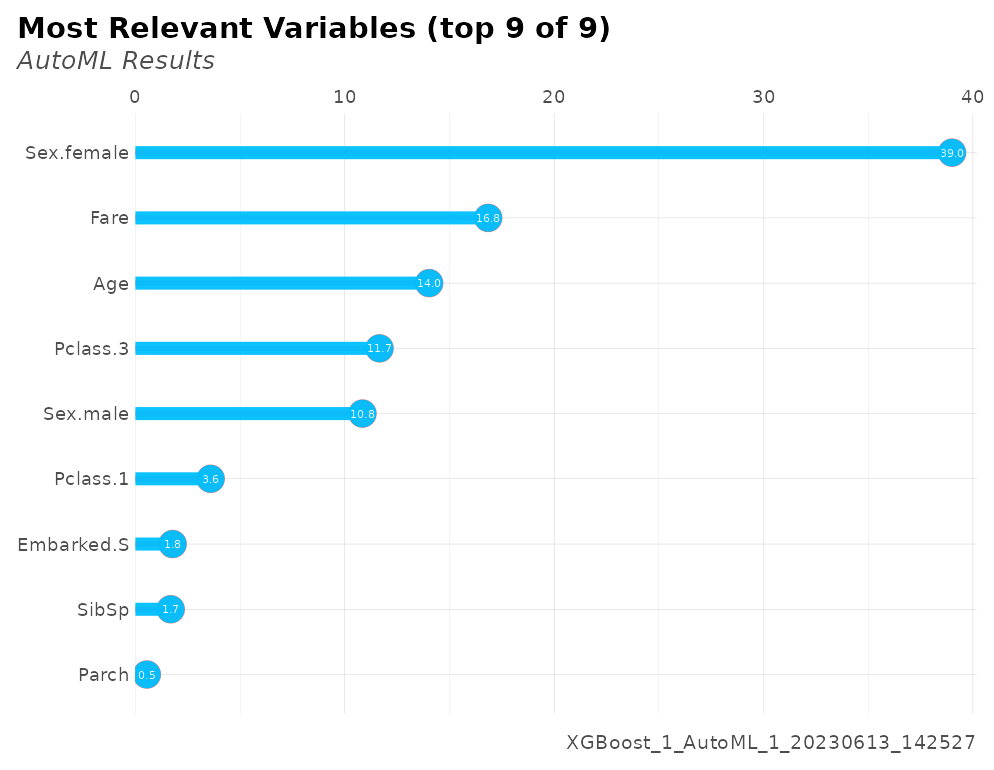 Most Relevant Variables (top 9 of 9)
AutoML Results
0 10 20 30 40
Sex.female 39.0
Fare 16.8
Age 14.0
Pclass.3 11.7
Sex.male 10.8
Pclass.1 3.6
Embarked.S 1.8
SibSp 1.7
Parch 0.5
XGBoost_1_AutoML_1_20230613_142527